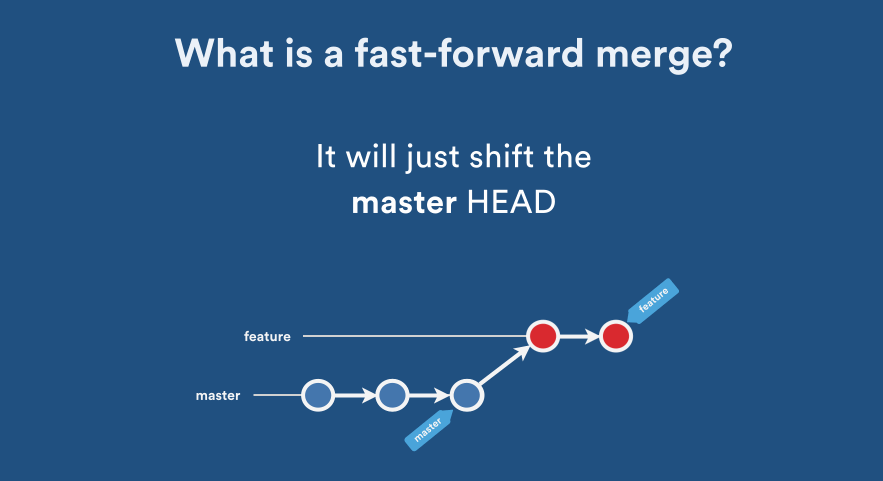 What is a fast-forward merge?
It will just shift the
master HEAD
feature
feature
master
master